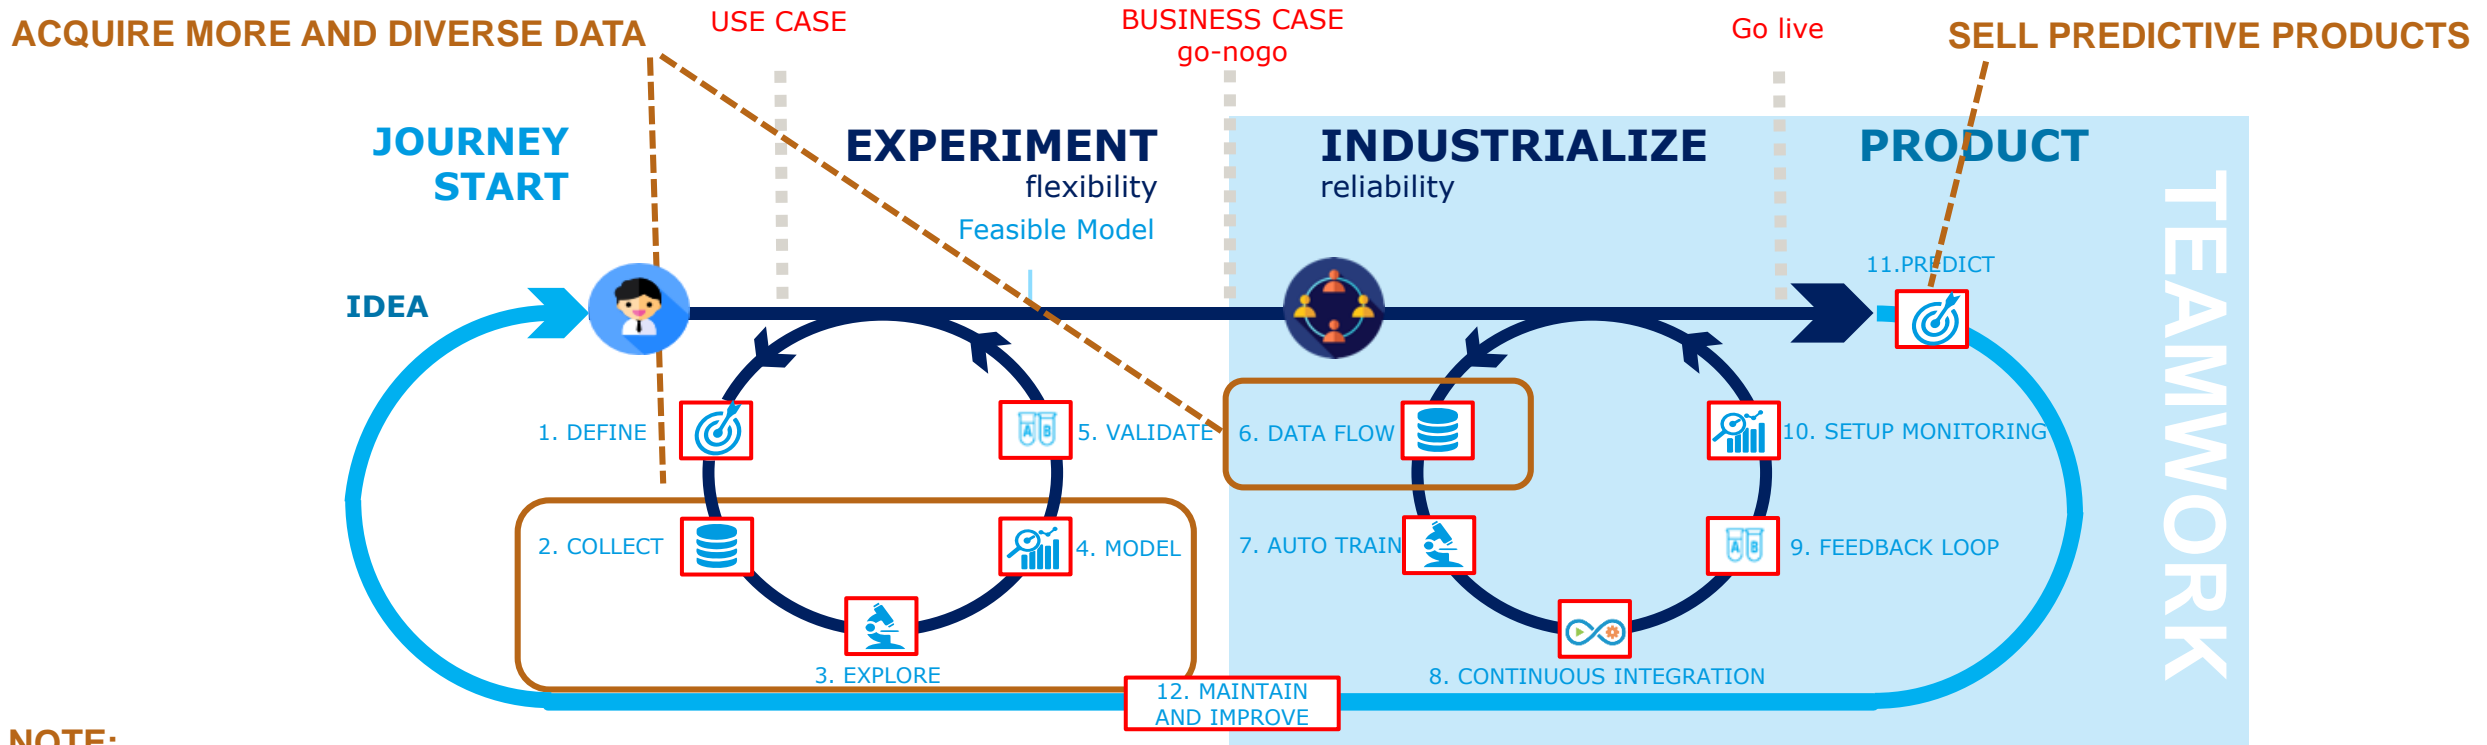 ACQUIRE MORE AND DIVERSE DATA
USE CASE
BUSINESS CASE
go-nogo
Go live
SELL PREDICTIVE PRODUCTS
JOURNEY
START
EXPERIMENT
flexibility
Feasible Model
INDUSTRIALIZE
reliability
PRODUCT
TEAMWORK
IDEA
11.PREDICT
1. DEFINE
5. VALIDATE
6. DATA FLOW
10. SETUP MONITORING
A B
2. COLLECT
4. MODEL
7. AUTO TRAIN
A B
9. FEEDBACK LOOP
3. EXPLORE
8. CONTINUOUS INTEGRATION
12. MAINTAIN
AND IMPROVE
NOTE: